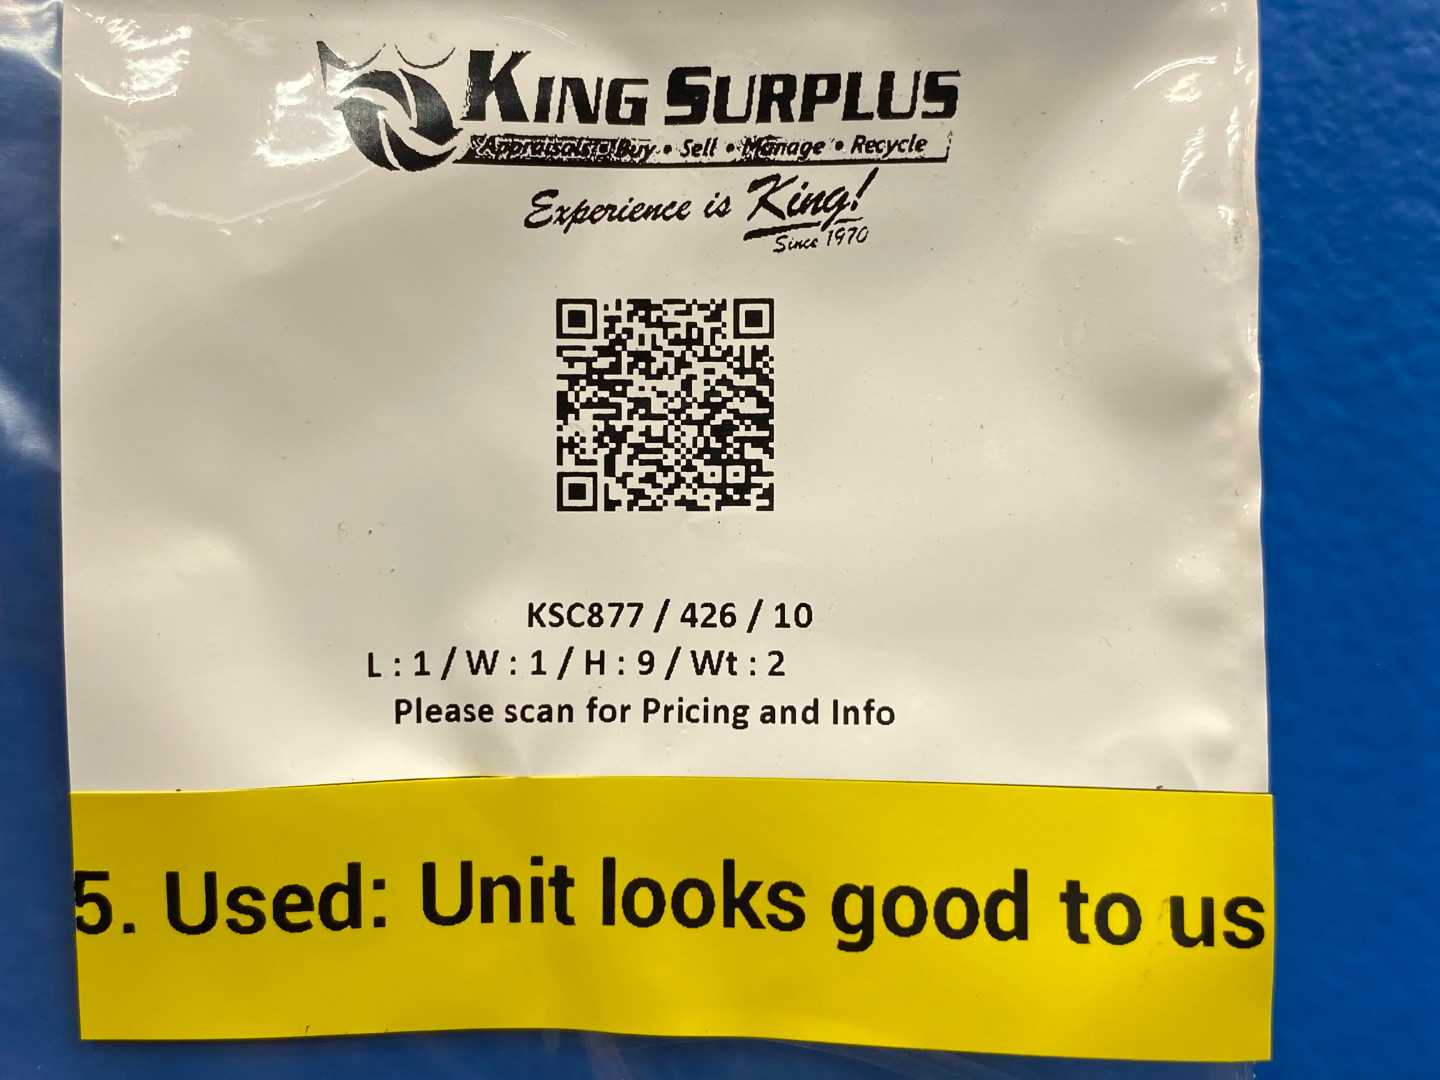 KING SURPLUS
Appraisals • Buy • Sell • Manage • Recycle
Experience is King!
Since 1970
KSC877 / 426 / 10
L : 1 / W : 1 / H : 9 / Wt : 2
Please scan for Pricing and Info
5. Used: Unit looks good to us